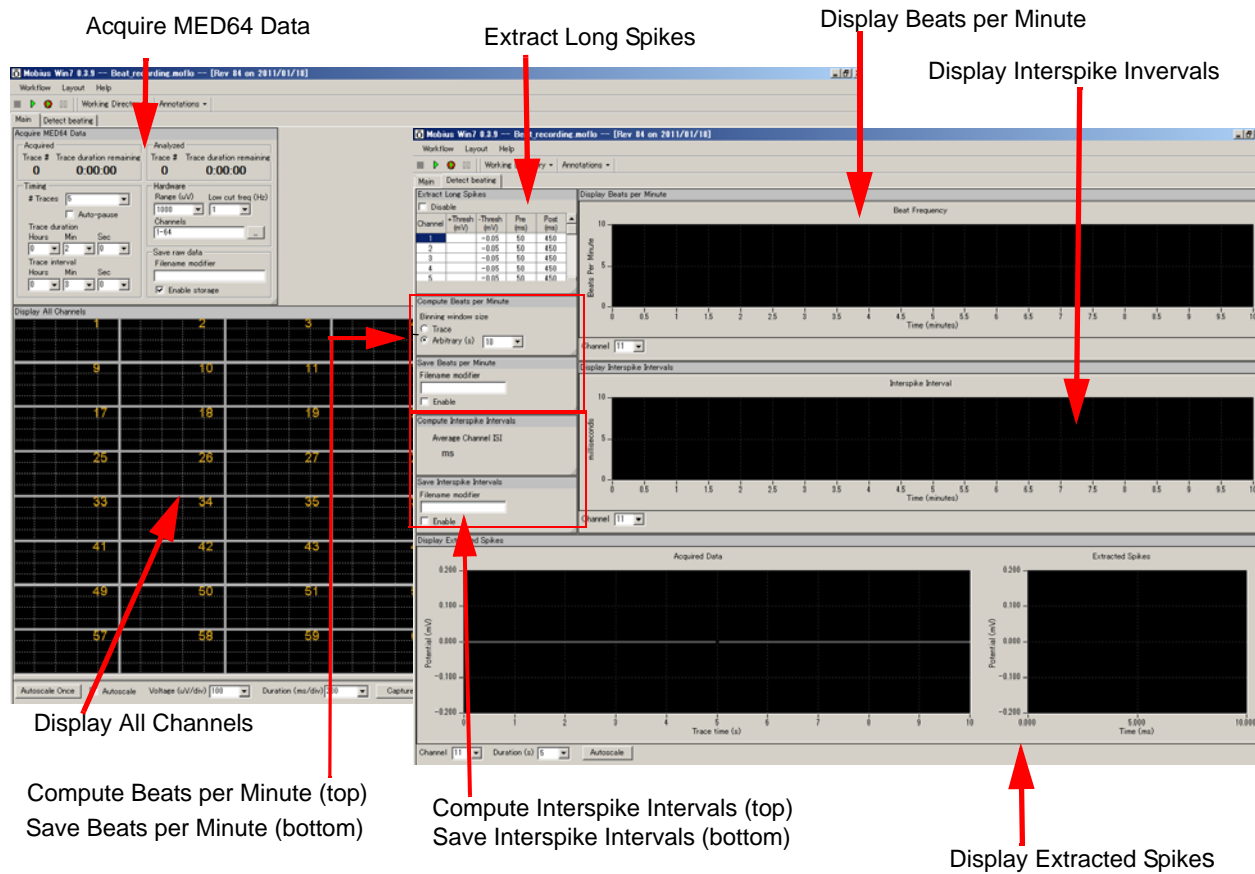 Acquire MED64 Data
Extract Long Spikes
Display Beats per Minute
Display Interspike Invervals
Mobius Win7 0.3.9 -- Beat_recording.moflo -- [Rev 84 on 2011/01/18]
Workflow Layout Help
Working Annotations
Main Detect beating
Acquire MED64 Data
Acquired Analyzed
Trace # Trace duration remaining Trace # Trace duration remaining
0 0:00:00 0 0:00:00
Timing Hardware
# Traces 5 Range (uV) Low cut freq (Hz)
Auto-pause 1000 1
Trace duration Channels
Hours Min Sec 1-64 ...
0 2 0 Save raw data
Trace interval Filename modifier
Hours Min Sec
0 3 0 Enable storage
Display All Channels
1 2 3
9 10 11
17 18 19
25 26 27
33 34 35
41 42 43
49 50 51
57 58 59
Autoscale Once Autoscale Voltage (uV/div) 100 Duration (ms/div) Capture
Mobius Win7 0.3.9 -- Beat_recording.moflo -- [Rev 84 on 2011/01/18]
Workflow Layout Help
Working Annotations
Main Detect beating
Extract Long Spikes
Disable
Channel +Thresh (mV) -Thresh (mV) Pre (ms) Post (ms)
1 -0.05 50 450
2 -0.05 50 450
3 -0.05 50 450
4 -0.05 50 450
5 -0.05 50 450
Compute Beats per Minute
Binning window size
Trace
Arbitrary (s) 10
Save Beats per Minute
Filename modifier
Enable
Compute Interspike Intervals
Average Channel ISI
ms
Save Interspike Intervals
Filename modifier
Enable
Display Beats per Minute
Beat Frequency
Beats Per Minute
10
5
0
0 0.5 1 1.5 2 2.5 3 3.5 4 4.5 5 5.5 6 6.5 7 7.5 8 8.5 9 9.5 10
Time (minutes)
Channel 11
Display Interspike Intervals
Interspike Interval
milliseconds
10
5
0
0 0.5 1 1.5 2 2.5 3 3.5 4 4.5 5 5.5 6 6.5 7 7.5 8 8.5 9 9.5 10
Time (minutes)
Channel 11
Display Extracted Spikes
Acquired Data
Potential (mV)
0.200
0.100
0.000
-0.100
-0.200
0 1 2 3 4 5 6 7 8 9 10
Trace time (s)
Extracted Spikes
Potential (mV)
0.200
0.100
0.000
-0.100
-0.200
0.000 5.000 10.000
Time (ms)
Channel 11 Duration (s) 5 Autoscale
Display All Channels
Compute Beats per Minute (top)
Save Beats per Minute (bottom)
Compute Interspike Intervals (top)
Save Interspike Intervals (bottom)
Display Extracted Spikes